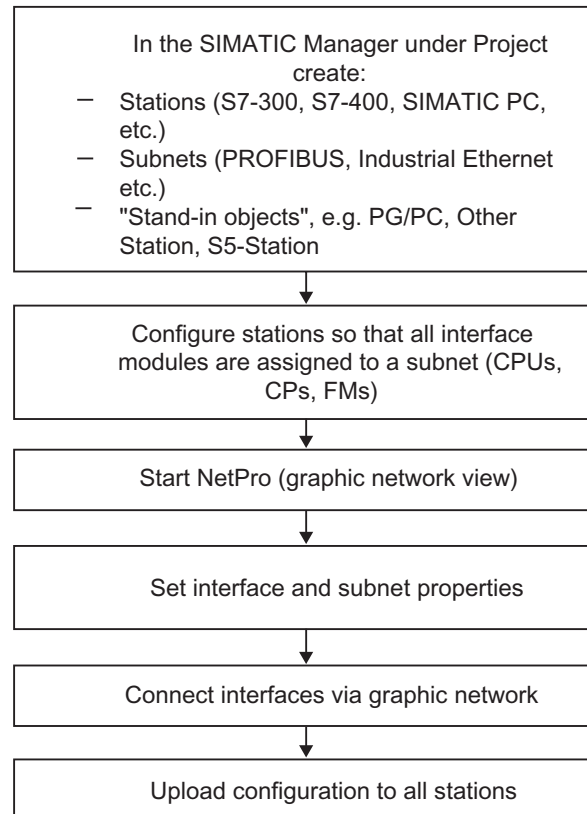 In the SIMATIC Manager under Project
create:
– Stations (S7-300, S7-400, SIMATIC PC,
etc.)
– Subnets (PROFIBUS, Industrial Ethernet
etc.)
– "Stand-in objects", e.g. PG/PC, Other
Station, S5-Station
Configure stations so that all interface
modules are assigned to a subnet (CPUs,
CPs, FMs)
Start NetPro (graphic network view)
Set interface and subnet properties
Connect interfaces via graphic network
Upload configuration to all stations